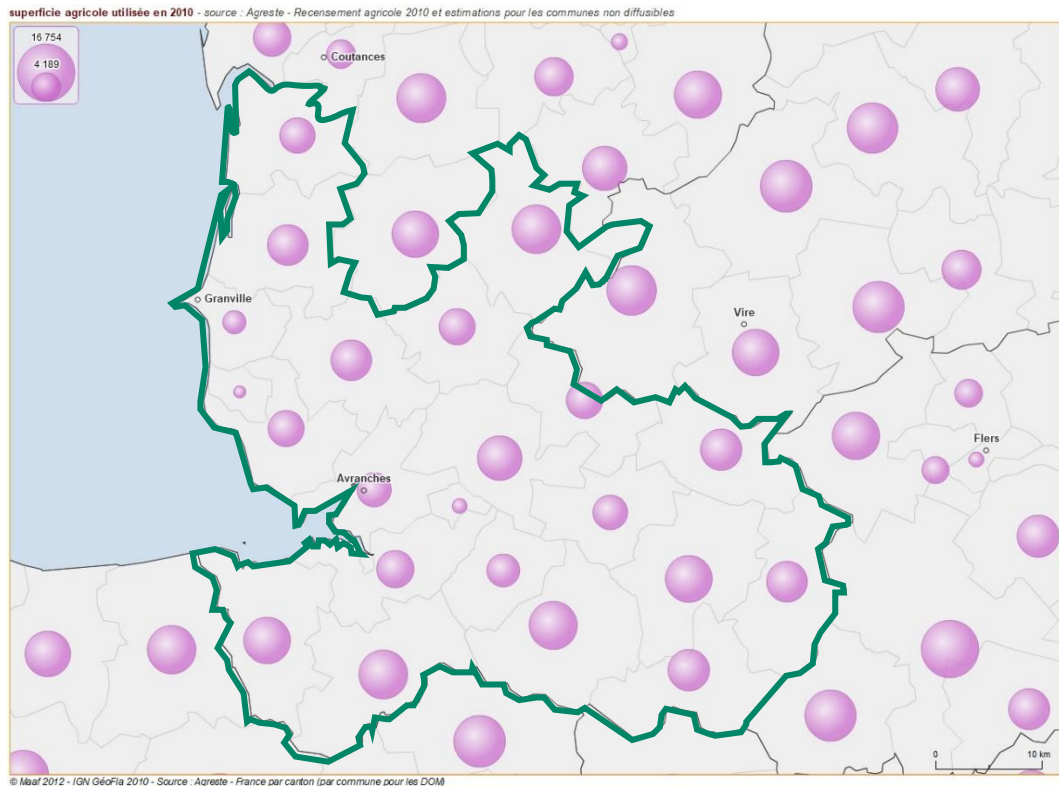 superficie agricole utilisée en 2010 - source : Agreste - Recensement agricole 2010 et estimations pour les communes non diffusibles
16 754
4 189
Coutances
Granville
Vire
Flers
Avranches
0 10 km
© Maaf 2012 - IGN GéoFla 2010 - Source : Agreste - France par canton (par commune pour les DOM)